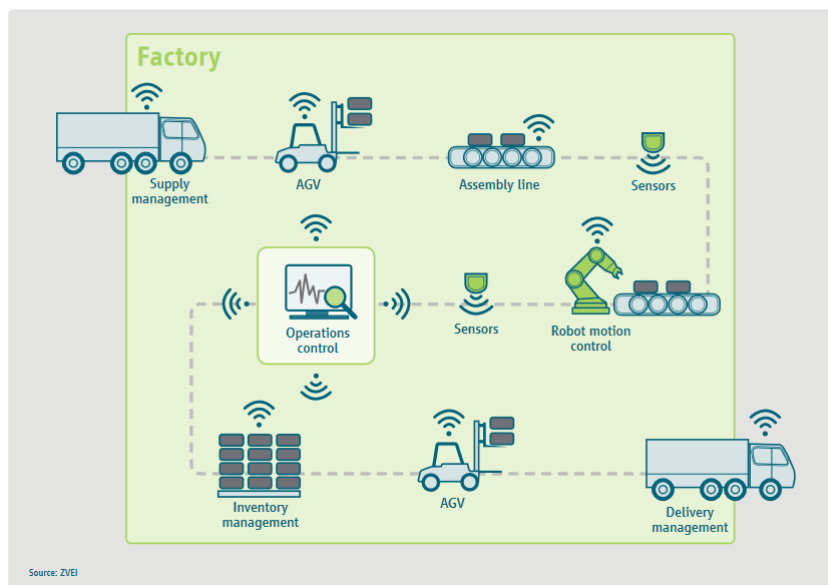 Factory
Supply
management
AGV
Assembly line
Sensors
Operations
control
Sensors
Robot motion
control
Inventory
management
AGV
Delivery
management
Source: ZVEI